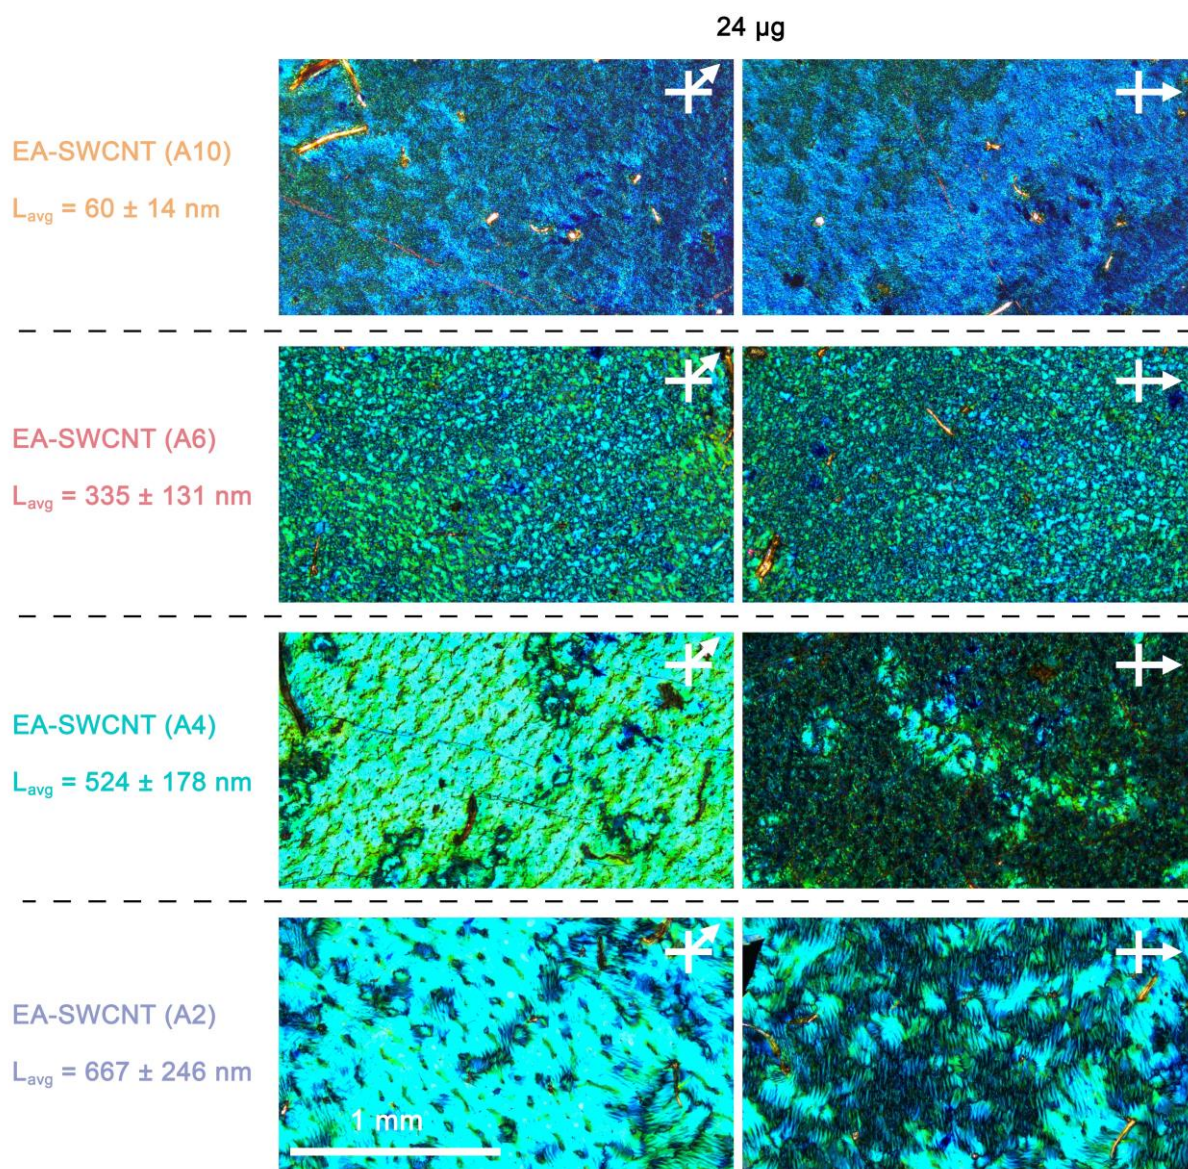 24 µg
EA-SWCNT (A10)
Lavg = 60 ± 14 nm
EA-SWCNT (A6)
Lavg = 335 ± 131 nm
EA-SWCNT (A4)
Lavg = 524 ± 178 nm
EA-SWCNT (A2)
Lavg = 667 ± 246 nm
1 mm